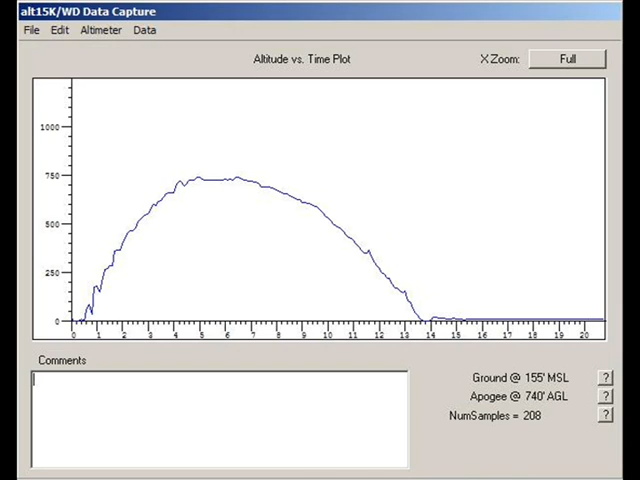 alt15K/WD Data Capture
File Edit Altimeter Data
Altitude vs. Time Plot X Zoom: Full
1000
750
500
250
0
0 1 2 3 4 5 6 7 8 9 10 11 12 13 14 15 16 17 18 19 20
Comments
Ground @ 155' MSL ?
Apogee @ 740' AGL ?
NumSamples = 208 ?